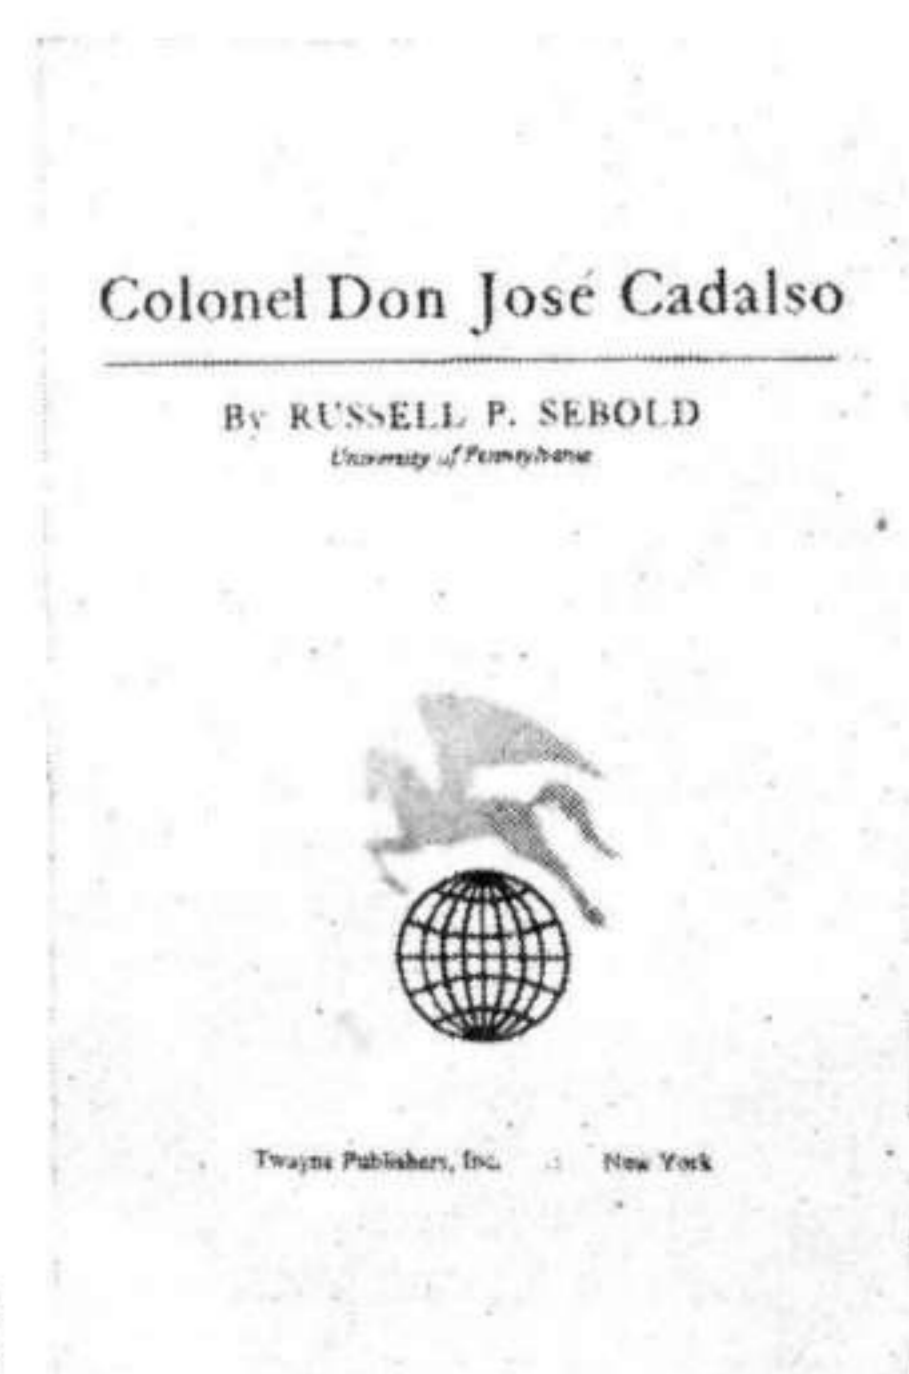 Colonel Don José Cadalso
By RUSSELL P. SEBOLD
University of Pennsylvania
Twayne Publishers, Inc. :: New York